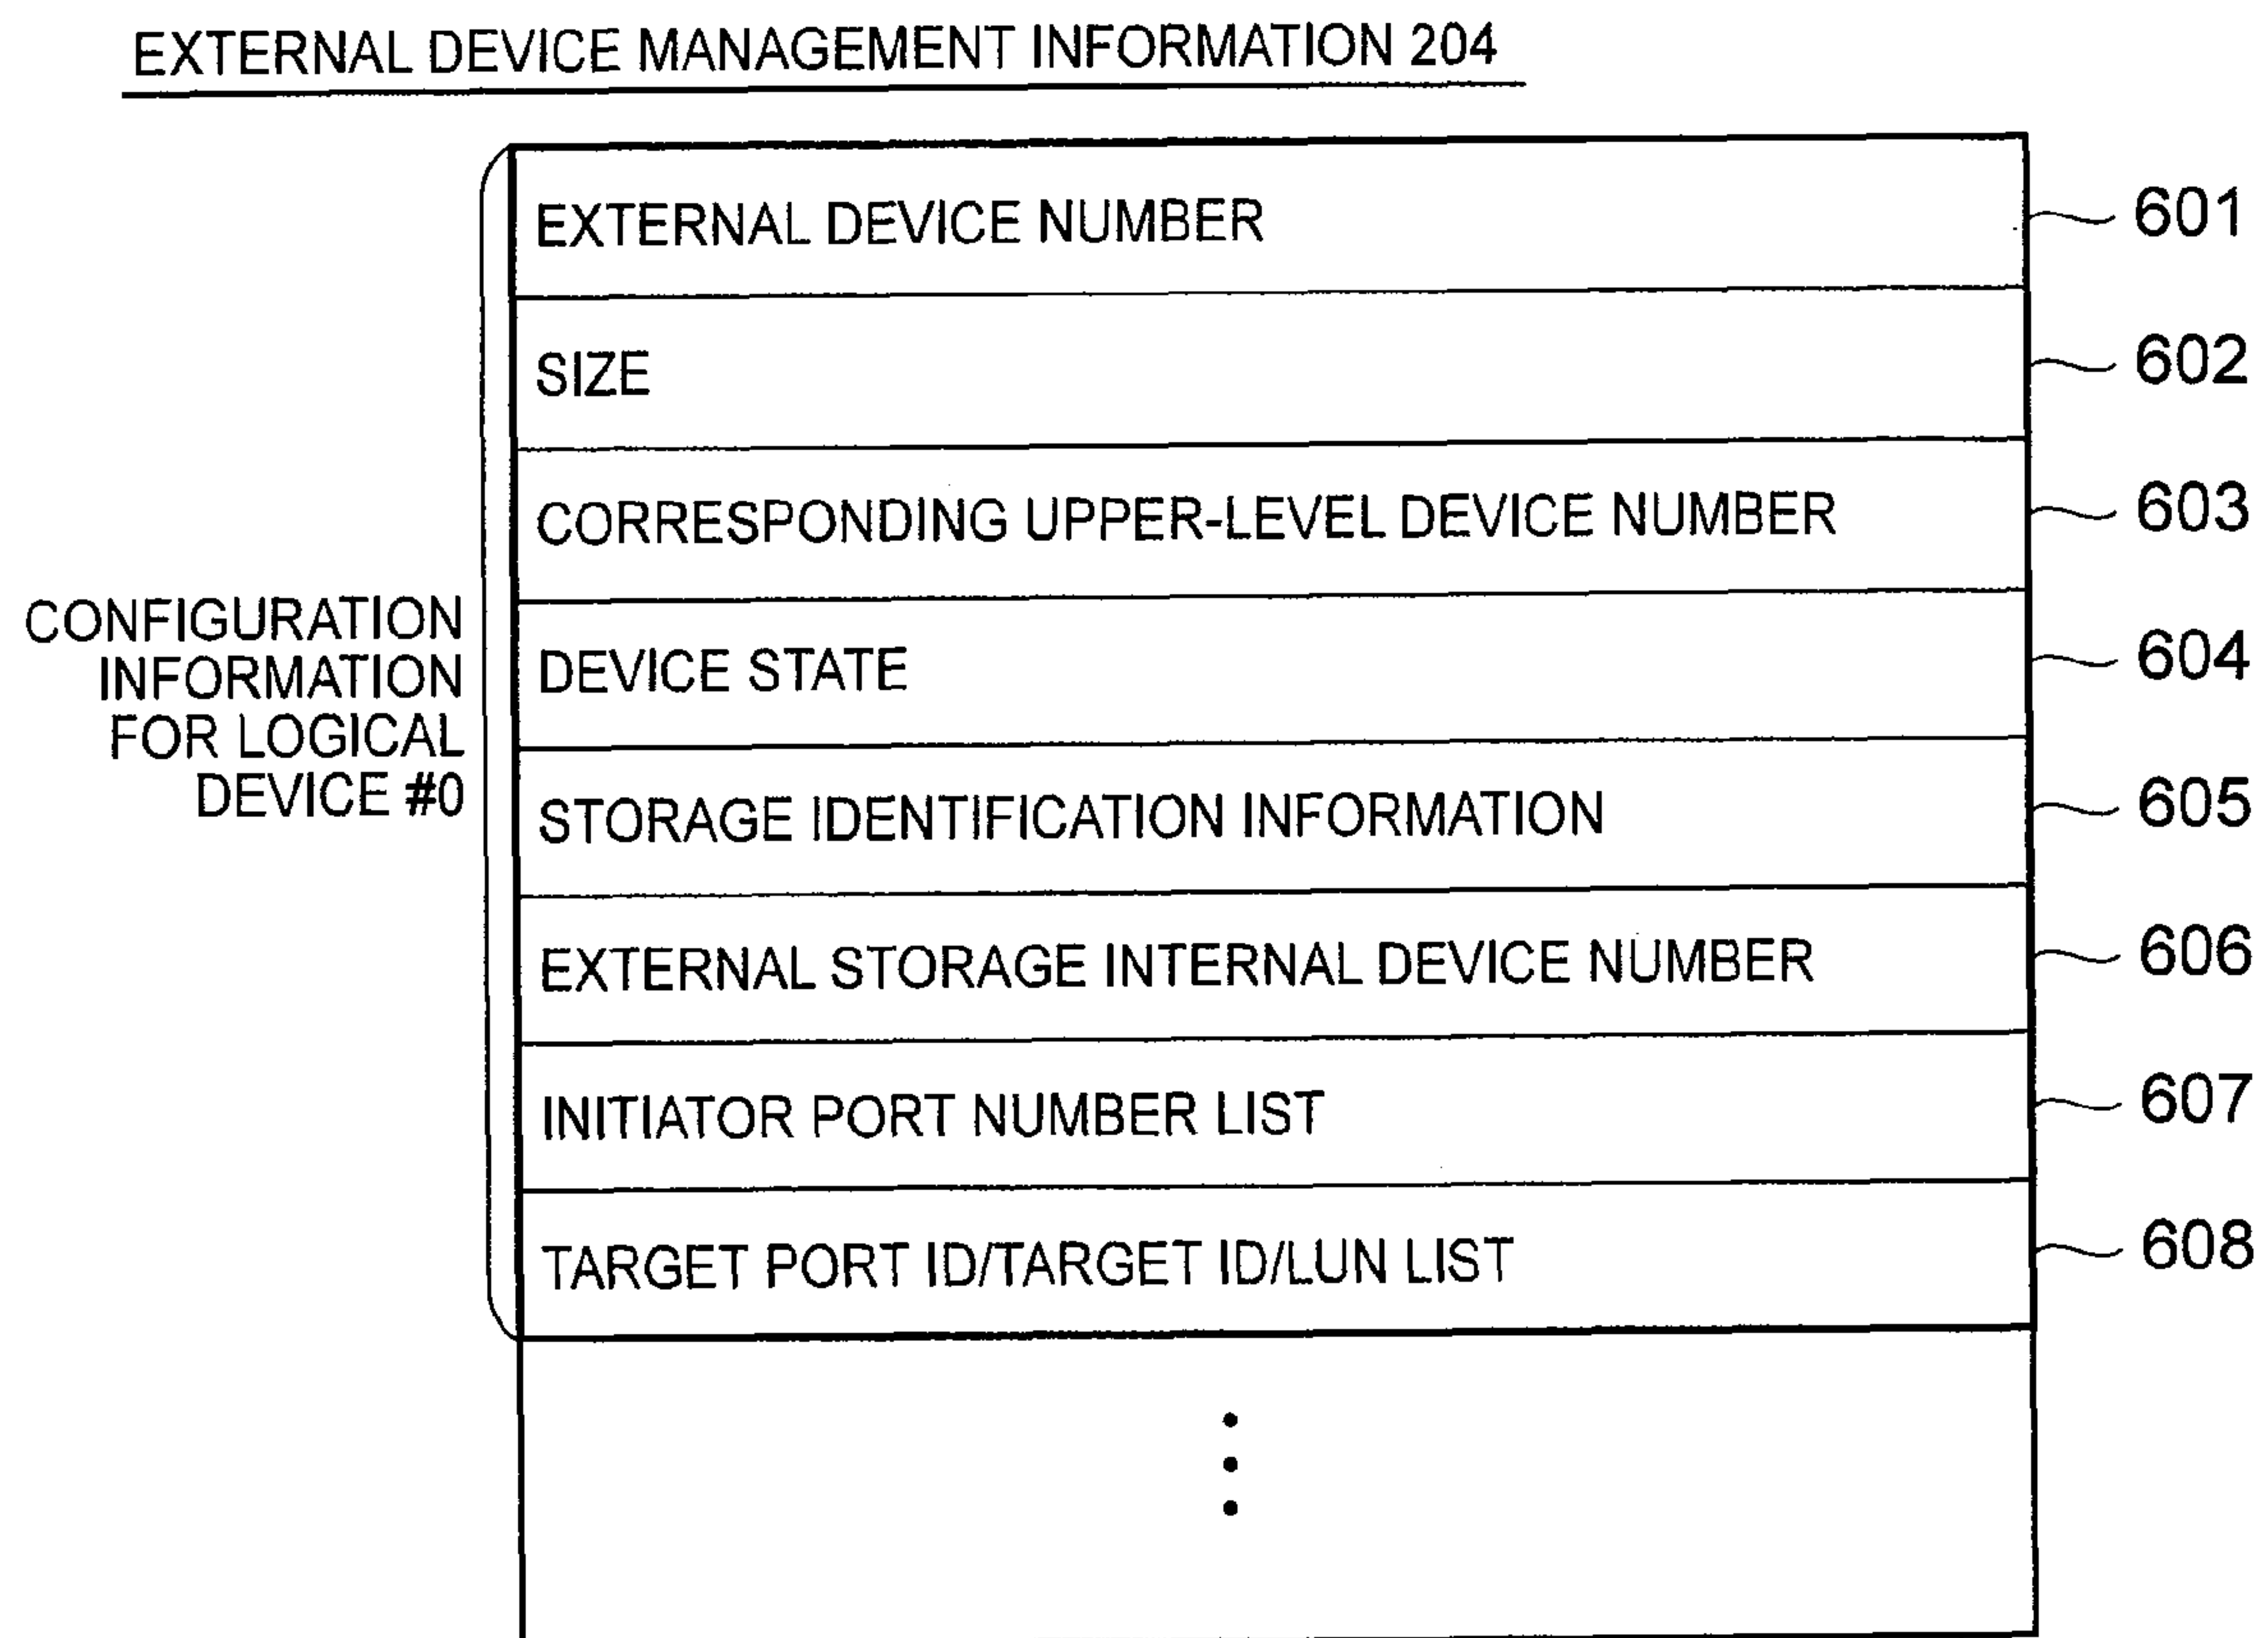 EXTERNAL DEVICE MANAGEMENT INFORMATION 204
EXTERNAL DEVICE NUMBER 601
SIZE 602
CORRESPONDING UPPER-LEVEL DEVICE NUMBER 603
CONFIGURATION
INFORMATION
FOR LOGICAL
DEVICE #0
DEVICE STATE 604
STORAGE IDENTIFICATION INFORMATION 605
EXTERNAL STORAGE INTERNAL DEVICE NUMBER 606
INITIATOR PORT NUMBER LIST 607
TARGET PORT ID/TARGET ID/LUN LIST 608